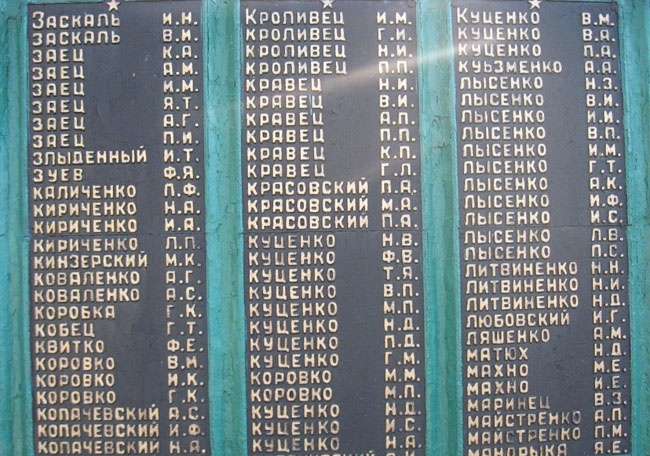 ЗАСКАЛЬ И.Н.
ЗАСКАЛЬ В.И.
ЗАЕЦ К.А.
ЗАЕЦ А.М.
ЗАЕЦ И.М.
ЗАЕЦ Я.Т.
ЗАЕЦ А.Г.
ЗАЕЦ П.И.
ЗЛЫДЕННЫЙ И.Т.
ЗУЕВ Ф.Я.
КАЛИЧЕНКО П.Ф.
КИРИЧЕНКО Н.А.
КИРИЧЕНКО И.А.
КИРИЧЕНКО Л.П.
КИНЗЕРСКИЙ М.К.
КОВАЛЕНКО А.Г.
КОВАЛЕНКО А.С.
КОРОБКА Г.К.
КОБЕЦ Г.Т.
КВИТКО Ф.Е.
КОРОВКО В.Н.
КОРОВКО И.К.
КОРОВКО Г.К.
КОПАЧЕВСКИЙ А.С.
КОПАЧЕВСКИЙ И.Ф.
КОПАЧЕВСКИЙ Н.А.
КРОЛИВЕЦ И.М.
КРОЛИВЕЦ Г.И.
КРОЛИВЕЦ Н.И.
КРОЛИВЕЦ П.П.
КРАВЕЦ Н.И.
КРАВЕЦ В.И.
КРАВЕЦ А.П.
КРАВЕЦ П.П.
КРАВЕЦ К.П.
КРАВЕЦ Г.Л.
КРАСОВСКИЙ П.А.
КРАСОВСКИЙ М.А.
КРАСОВСКИЙ П.А.
КУЦЕНКО Н.В.
КУЦЕНКО Ф.В.
КУЦЕНКО Т.Я.
КУЦЕНКО В.П.
КУЦЕНКО М.П.
КУЦЕНКО Н.Д.
КУЦЕНКО П.Д.
КУЦЕНКО Г.М.
КОРОВКО М.М.
КОРОВКО М.П.
КУЦЕНКО Н.Д.
КУЦЕНКО И.С.
КУЦЕНКО Н.А.
КУЦЕНКО В.М.
КУЦЕНКО В.А.
КУЦЕНКО П.А.
КУЬЗМЕНКО А.А.
ЛЫСЕНКО Н.З.
ЛЫСЕНКО В.И.
ЛЫСЕНКО И.И.
ЛЫСЕНКО В.П.
ЛЫСЕНКО И.М.
ЛЫСЕНКО Г.Т.
ЛЫСЕНКО А.К.
ЛЫСЕНКО И.Ф.
ЛЫСЕНКО И.С.
ЛЫСЕНКО П.В.
ЛЫСЕНКО П.С.
ЛИТВИНЕНКО Н.Н.
ЛИТВИНЕНКО Н.И.
ЛИТВИНЕНКО Н.Д.
ЛЮБОВСКИЙ И.Г.
ЛЯШЕНКО А.М.
МАТЮХ Н.Д.
МАХНО М.Е.
МАХНО И.Е.
МАРИНЕЦ В.З.
МАЙСТРЕНКО А.П.
МАЙСТРЕНКО П.М.
МАНДРЫКА Я.Е.